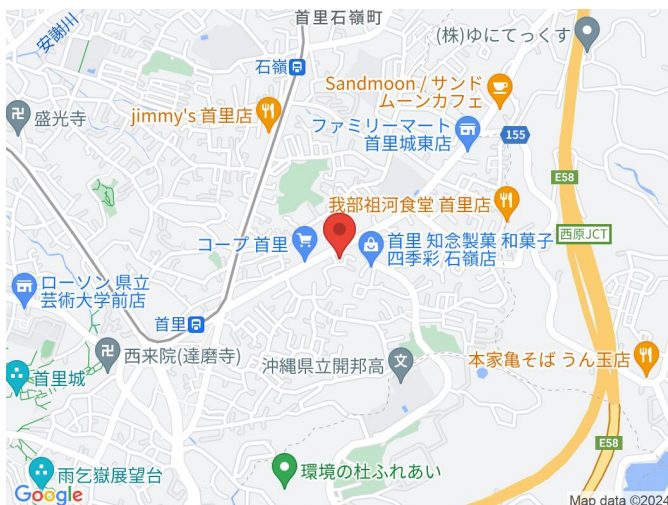 首里石嶺町
安謝川
(株)ゆにてっくす
石嶺
Sandmoon / サンド
ムーンカフェ
盛光寺
jimmy's 首里店
ファミリーマート
首里城東店
155
E58
我部祖河食堂 首里店
西原JCT
コープ 首里
首里 知念製菓 和菓子
四季彩 石嶺店
ローソン 県立
芸術大学前店
首里
西来院(達磨寺)
沖縄県立開邦高
文
本家亀そば うん玉店
首里城
E58
環境の杜ふれあい
雨乞嶽展望台
Google
Map data ©2024